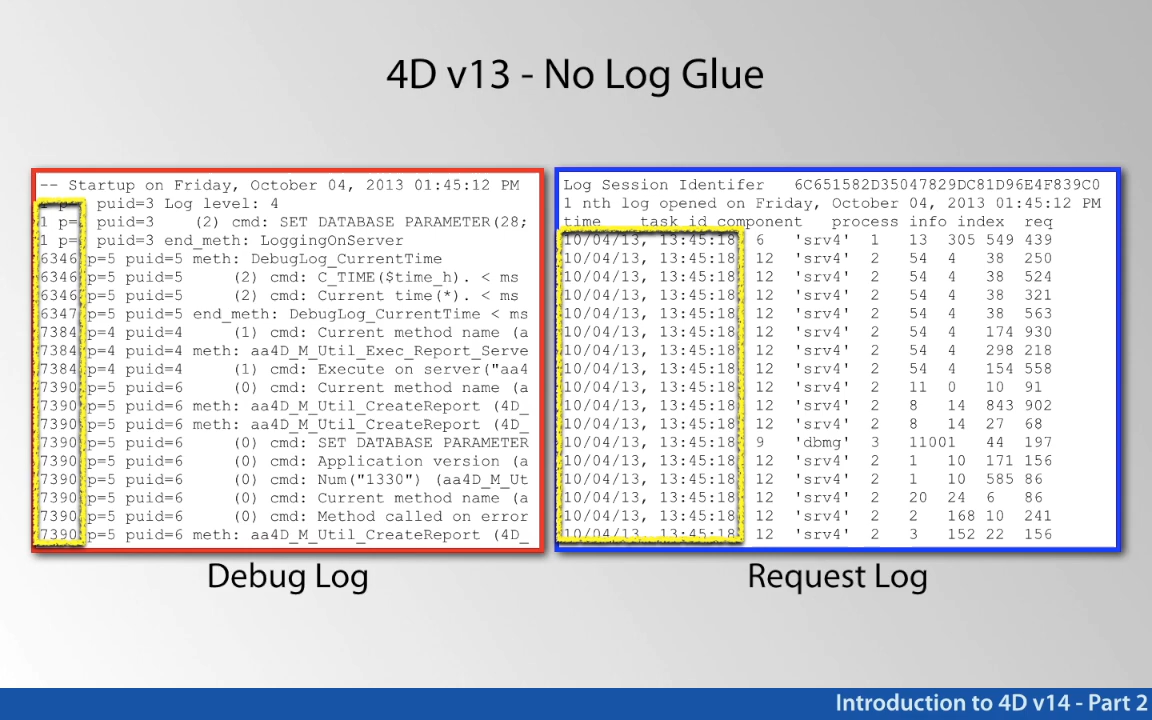 4D v13 - No Log Glue
-- Startup on Friday, October 04, 2013 01:45:12 PM
1 p= puid=3 Log level: 4
1 p= puid=3 (2) cmd: SET DATABASE PARAMETER(28;
1 p= puid=3 end_meth: LoggingOnServer
6346 p=5 puid=5 meth: DebugLog_CurrentTime
6346 p=5 puid=5 (2) cmd: C_TIME($time_h). < ms
6346 p=5 puid=5 (2) cmd: Current time(*). < ms
6347 p=5 puid=5 end_meth: DebugLog_CurrentTime < ms
7384 p=4 puid=4 (1) cmd: Current method name (a
7384 p=4 puid=4 meth: aa4D_M_Util_Exec_Report_Serve
7384 p=4 puid=4 (1) cmd: Execute on server("aa4
7390 p=5 puid=6 (0) cmd: Current method name (a
7390 p=5 puid=6 meth: aa4D_M_Util_CreateReport (4D_
7390 p=5 puid=6 meth: aa4D_M_Util_CreateReport (4D_
7390 p=5 puid=6 (0) cmd: SET DATABASE PARAMETER
7390 p=5 puid=6 (0) cmd: Application version (a
7390 p=5 puid=6 (0) cmd: Num("1330") (aa4D_M_Ut
7390 p=5 puid=6 (0) cmd: Current method name (a
7390 p=5 puid=6 (0) cmd: Method called on error
7390 p=5 puid=6 meth: aa4D_M_Util_CreateReport (4D_
Debug Log
Log Session Identifer 6C651582D35047829DC81D96E4F839C0
1 nth log opened on Friday, October 04, 2013 01:45:12 PM
time task_id component process info index req
10/04/13, 13:45:18 6 'srv4' 1 13 305 549 439
10/04/13, 13:45:18 12 'srv4' 2 54 4 38 250
10/04/13, 13:45:18 12 'srv4' 2 54 4 38 524
10/04/13, 13:45:18 12 'srv4' 2 54 4 38 321
10/04/13, 13:45:18 12 'srv4' 2 54 4 38 563
10/04/13, 13:45:18 12 'srv4' 2 54 4 174 930
10/04/13, 13:45:18 12 'srv4' 2 54 4 298 218
10/04/13, 13:45:18 12 'srv4' 2 54 4 154 558
10/04/13, 13:45:18 12 'srv4' 2 11 0 10 91
10/04/13, 13:45:18 12 'srv4' 2 8 14 843 902
10/04/13, 13:45:18 12 'srv4' 2 8 14 27 68
10/04/13, 13:45:18 9 'dbmg' 3 11001 44 197
10/04/13, 13:45:18 12 'srv4' 2 1 10 171 156
10/04/13, 13:45:18 12 'srv4' 2 1 10 585 86
10/04/13, 13:45:18 12 'srv4' 2 20 24 6 86
10/04/13, 13:45:18 12 'srv4' 2 2 168 10 241
10/04/13, 13:45:18 12 'srv4' 2 3 152 22 156
Request Log
Introduction to 4D v14 - Part 2